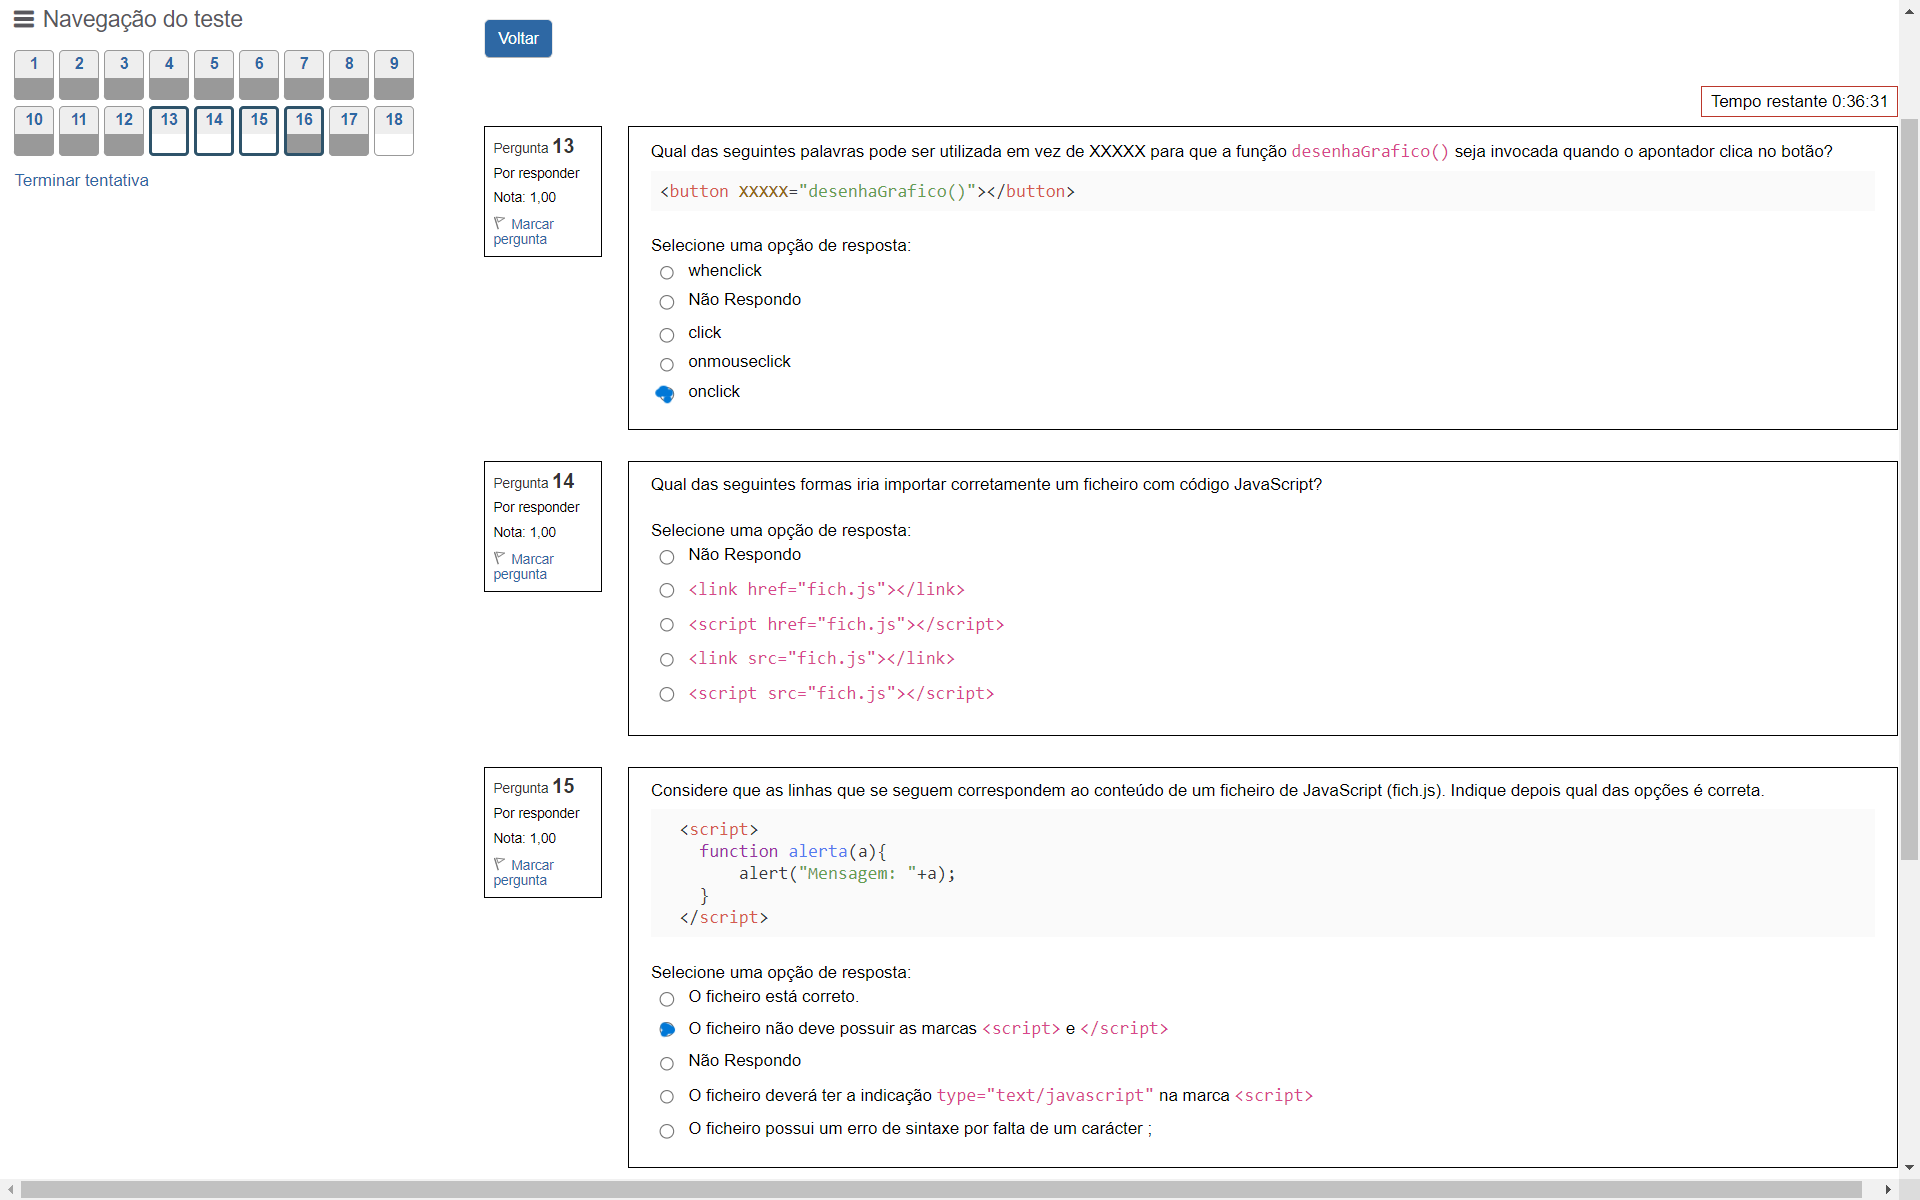 Navegação do teste
1 2 3 4 5 6 7 8 9
10 11 12 13 14 15 16 17 18
Terminar tentativa
Voltar
Tempo restante 0:36:31
Pergunta 13
Por responder
Nota: 1,00
Marcar
pergunta
Qual das seguintes palavras pode ser utilizada em vez de XXXXX para que a função desenhaGrafico() seja invocada quando o apontador clica no botão?
<button XXXXX="desenhaGrafico()"></button>
Selecione uma opção de resposta:
whenclick
Não Respondo
click
onmouseclick
onclick
Pergunta 14
Por responder
Nota: 1,00
Marcar
pergunta
Qual das seguintes formas iria importar corretamente um ficheiro com código JavaScript?
Selecione uma opção de resposta:
Não Respondo
<link href="fich.js"></link>
<script href="fich.js"></script>
<link src="fich.js"></link>
<script src="fich.js"></script>
Pergunta 15
Por responder
Nota: 1,00
Marcar
pergunta
Considere que as linhas que se seguem correspondem ao conteúdo de um ficheiro de JavaScript (fich.js). Indique depois qual das opções é correta.
<script>
function alerta(a){
alert("Mensagem: "+a);
}
</script>
Selecione uma opção de resposta:
O ficheiro está correto.
O ficheiro não deve possuir as marcas <script> e </script>
Não Respondo
O ficheiro deverá ter a indicação type="text/javascript" na marca <script>
O ficheiro possui um erro de sintaxe por falta de um carácter ;